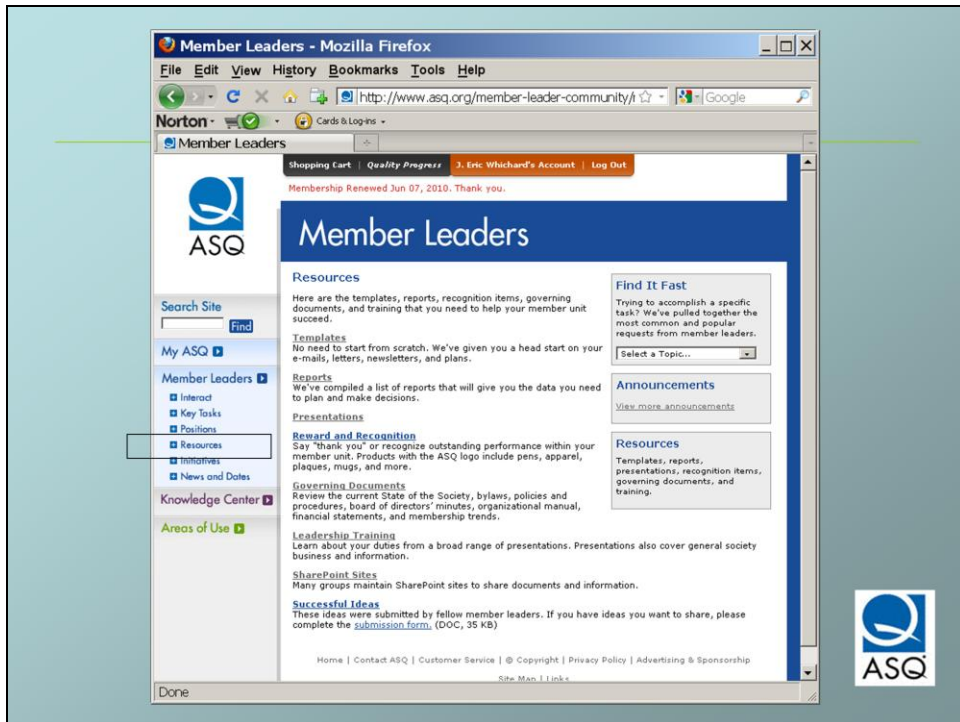 Member Leaders - Mozilla Firefox
File Edit View History Bookmarks Tools Help
http://www.asq.org/member-leader-community/ Google
Norton Cards & Log-ins
Member Leaders
Shopping Cart | Quality Progress J. Eric Whichard's Account | Log Out
Membership Renewed Jun 07, 2010. Thank you.
ASQ
Member Leaders
Search Site
Find
My ASQ
Member Leaders
Interact
Key Tasks
Positions
Resources
Initiatives
News and Dates
Knowledge Center
Areas of Use
Resources
Here are the templates, reports, recognition items, governing
documents, and training that you need to help your member unit
succeed.
Templates
No need to start from scratch. We've given you a head start on your
e-mails, letters, newsletters, and plans.
Reports
We've compiled a list of reports that will give you the data you need
to plan and make decisions.
Presentations
Reward and Recognition
Say "thank you" or recognize outstanding performance within your
member unit. Products with the ASQ logo include pens, apparel,
plaques, mugs, and more.
Governing Documents
Review the current State of the Society, bylaws, policies and
procedures, board of directors' minutes, organizational manual,
financial statements, and membership trends.
Leadership Training
Learn about your duties from a broad range of presentations. Presentations also cover general society
business and information.
SharePoint Sites
Many groups maintain SharePoint sites to share documents and information.
Successful Ideas
These ideas were submitted by fellow member leaders. If you have ideas you want to share, please
complete the submission form. (DOC, 35 KB)
Find It Fast
Trying to accomplish a specific
task? We've pulled together the
most common and popular
requests from member leaders.
Select a Topic...
Announcements
View more announcements
Resources
Templates, reports,
presentations, recognition items,
governing documents, and
training.
Home | Contact ASQ | Customer Service | © Copyright | Privacy Policy | Advertising & Sponsorship
Site Map | Links
Done
ASQ